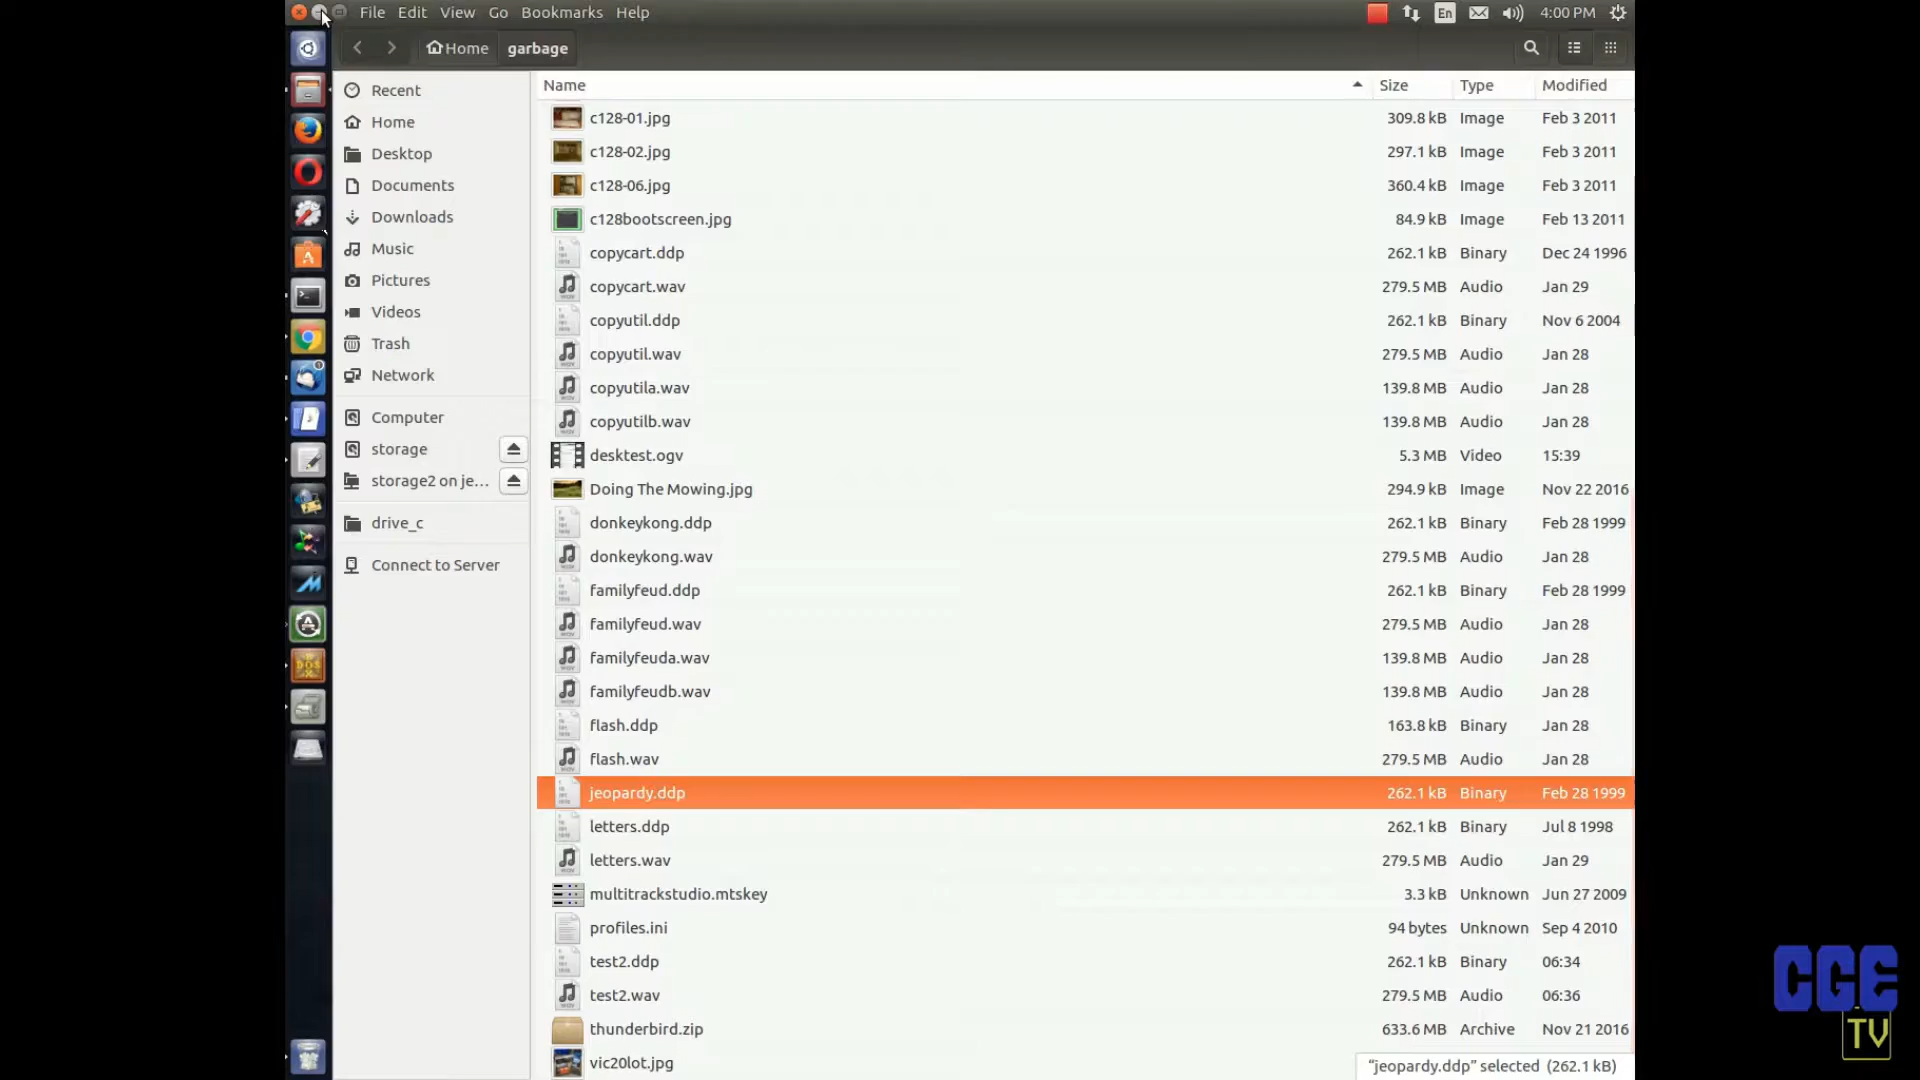 File Edit View Go Bookmarks Help
En 4:00 PM
Home garbage
Name Size Type Modified
Recent
Home
Desktop
Documents
Downloads
Music
Pictures
Videos
Trash
Network
Computer
storage
storage2 on je...
drive_c
Connect to Server
c128-01.jpg 309.8 kB Image Feb 3 2011
c128-02.jpg 297.1 kB Image Feb 3 2011
c128-06.jpg 360.4 kB Image Feb 3 2011
c128bootscreen.jpg 84.9 kB Image Feb 13 2011
copycart.ddp 262.1 kB Binary Dec 24 1996
copycart.wav 279.5 MB Audio Jan 29
copyutil.ddp 262.1 kB Binary Nov 6 2004
copyutil.wav 279.5 MB Audio Jan 28
copyutila.wav 139.8 MB Audio Jan 28
copyutilb.wav 139.8 MB Audio Jan 28
desktest.ogv 5.3 MB Video 15:39
Doing The Mowing.jpg 294.9 kB Image Nov 22 2016
donkeykong.ddp 262.1 kB Binary Feb 28 1999
donkeykong.wav 279.5 MB Audio Jan 28
familyfeud.ddp 262.1 kB Binary Feb 28 1999
familyfeud.wav 279.5 MB Audio Jan 28
familyfeuda.wav 139.8 MB Audio Jan 28
familyfeudb.wav 139.8 MB Audio Jan 28
flash.ddp 163.8 kB Binary Jan 28
flash.wav 279.5 MB Audio Jan 28
jeopardy.ddp 262.1 kB Binary Feb 28 1999
letters.ddp 262.1 kB Binary Jul 8 1998
letters.wav 279.5 MB Audio Jan 29
multitrackstudio.mtskey 3.3 kB Unknown Jun 27 2009
profiles.ini 94 bytes Unknown Sep 4 2010
test2.ddp 262.1 kB Binary 06:34
test2.wav 279.5 MB Audio 06:36
thunderbird.zip 633.6 MB Archive Nov 21 2016
vic20lot.jpg
"jeopardy.ddp" selected (262.1 kB)
CGE
TV